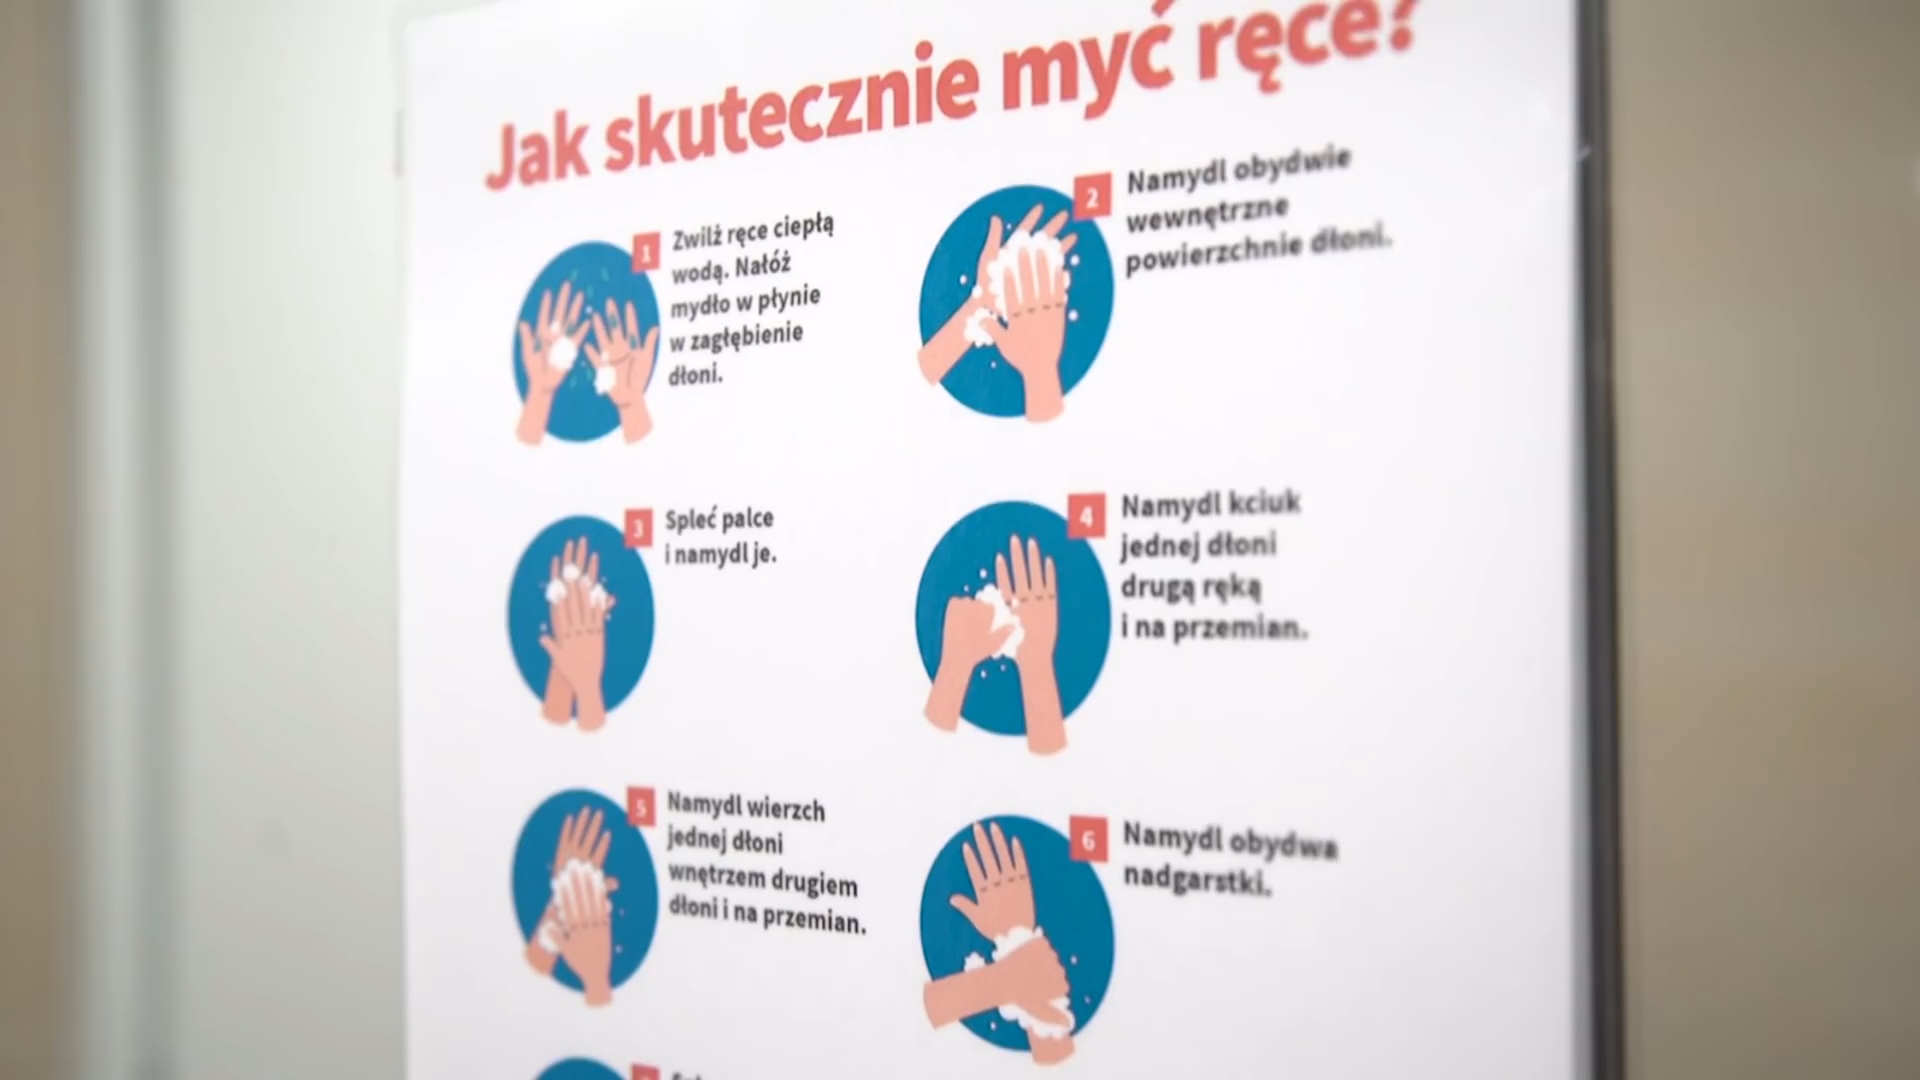 Jak skutecznie myć ręce?
1
Zwilż ręce ciepłą
wodą. Nałóż
mydło w płynie
w zagłębienie
dłoni.
2
Namydl obydwie
wewnętrzne
powierzchnie dłoni.
3
Spleć palce
i namydl je.
4
Namydl kciuk
jednej dłoni
drugą ręką
i na przemian.
5
Namydl wierzch
jednej dłoni
wnętrzem drugiem
dłoni i na przemian.
6
Namydl obydwa
nadgarstki.